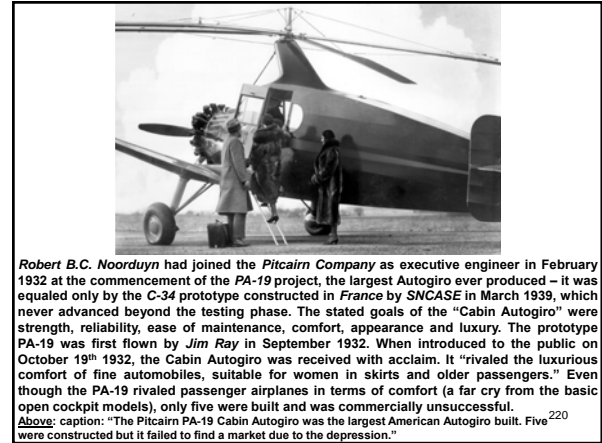 Robert B.C. Noorduyn had joined the Pitcairn Company as executive engineer in February
1932 at the commencement of the PA-19 project, the largest Autogiro ever produced – it was
equaled only by the C-34 prototype constructed in France by SNCASE in March 1939, which
never advanced beyond the testing phase. The stated goals of the “Cabin Autogiro” were
strength, reliability, ease of maintenance, comfort, appearance and luxury. The prototype
PA-19 was first flown by Jim Ray in September 1932. When introduced to the public on
October 19th 1932, the Cabin Autogiro was received with acclaim. It “rivaled the luxurious
comfort of fine automobiles, suitable for women in skirts and older passengers.” Even
though the PA-19 rivaled passenger airplanes in terms of comfort (a far cry from the basic
open cockpit models), only five were built and was commercially unsuccessful.
Above: caption: “The Pitcairn PA-19 Cabin Autogiro was the largest American Autogiro built. Five
were constructed but it failed to find a market due to the depression.”
220